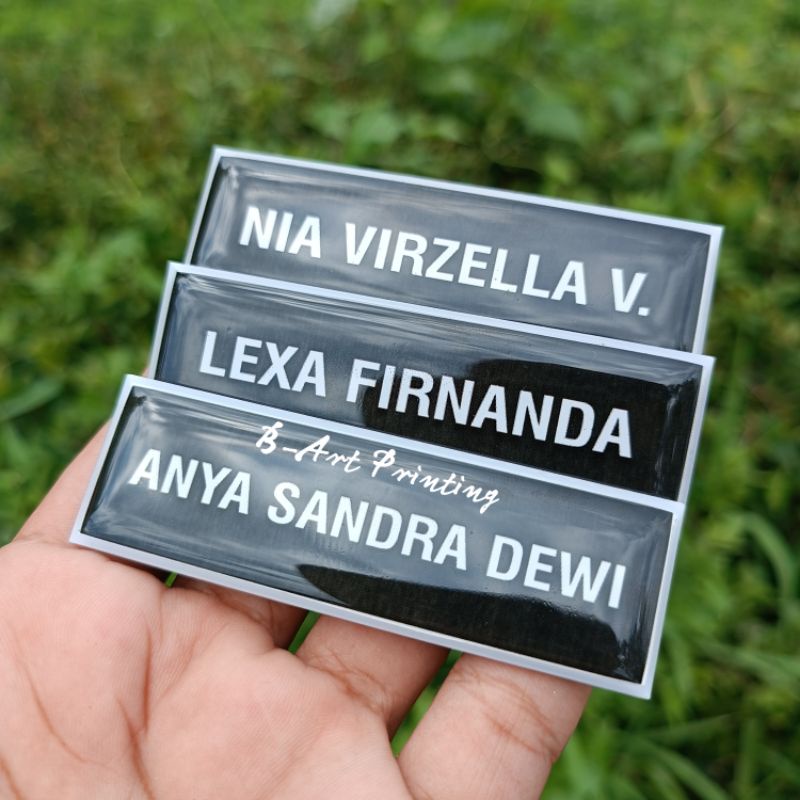 NIA VIRZELLA V.
LEXA FIRNANDA
B-Art Printing
ANYA SANDRA DEWI